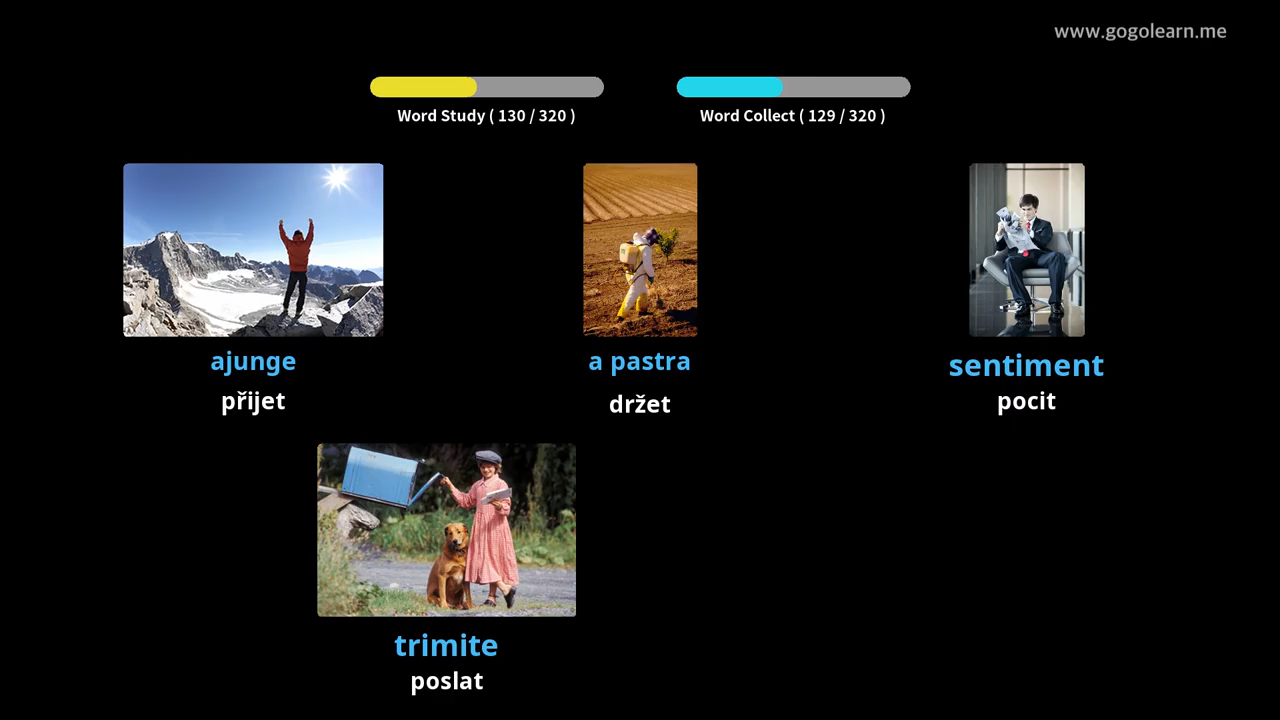 www.gogolearn.me
Word Study ( 130 / 320 )
Word Collect ( 129 / 320 )
ajunge
přijet
a pastra
držet
sentiment
pocit
trimite
poslat